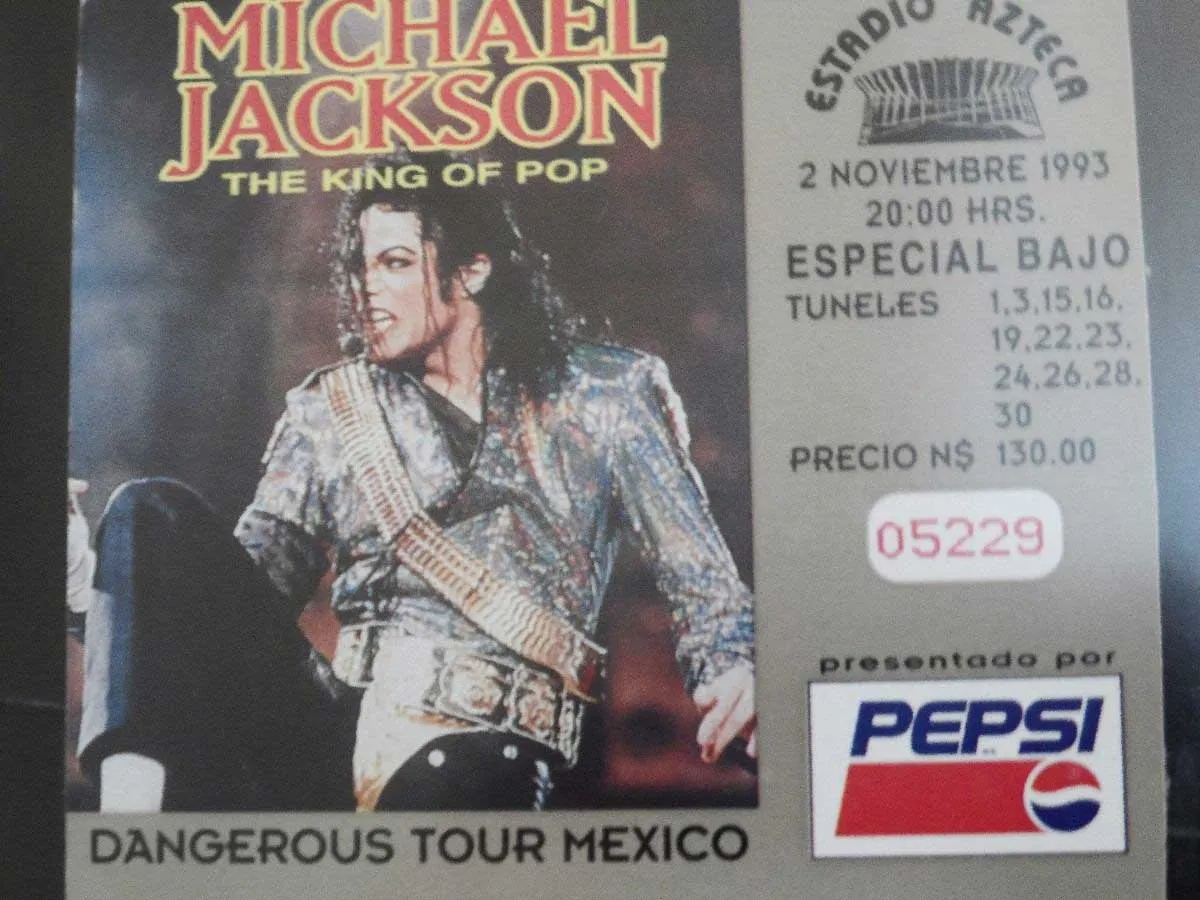 MICHAEL
JACKSON
THE KING OF POP
DANGEROUS TOUR MEXICO
ESTADIO AZTECA
2 NOVIEMBRE 1993
20:00 HRS.
ESPECIAL BAJO
TUNELES 1,3,15,16,
19,22,23,
24,26,28,
30
PRECIO N$ 130.00
05229
presentado por
PEPSI